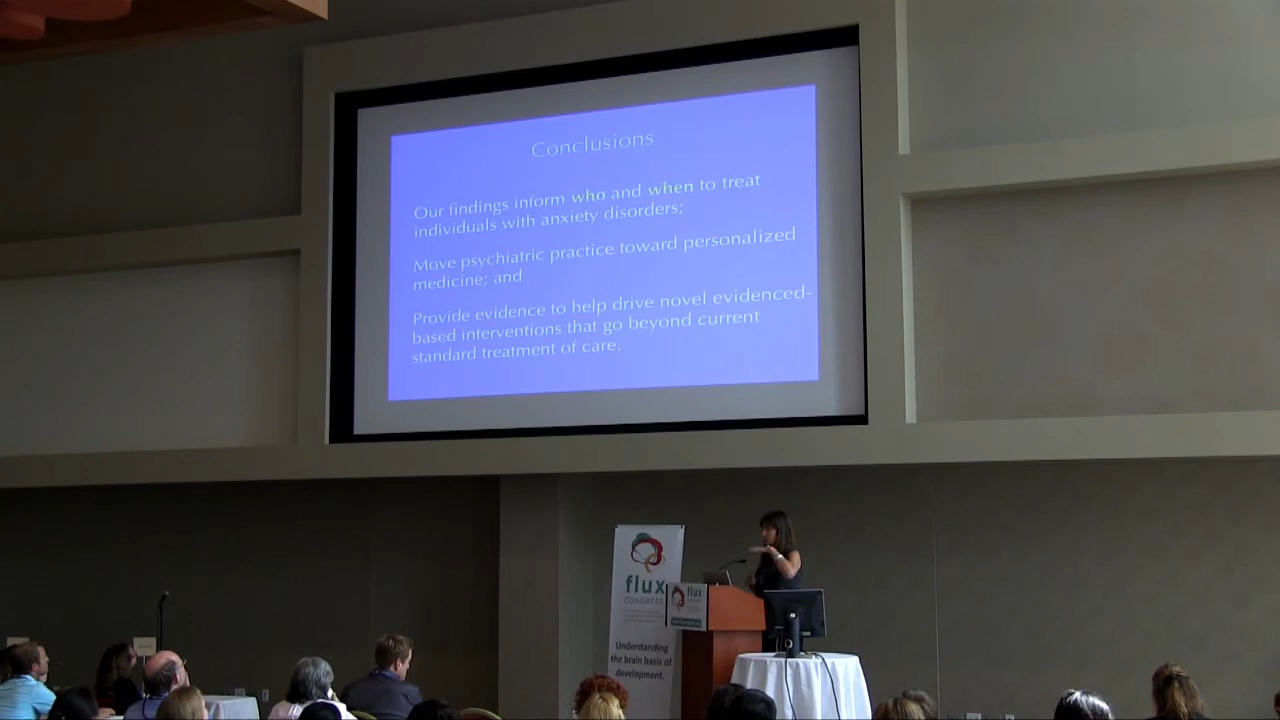 Conclusions
Our findings inform who and when to treat
individuals with anxiety disorders;
Move psychiatric practice toward personalized
medicine; and
Provide evidence to help drive novel evidenced-
based interventions that go beyond current
standard treatment of care.
flux
CONGRESS
Understanding
the brain basis of
development.
flux